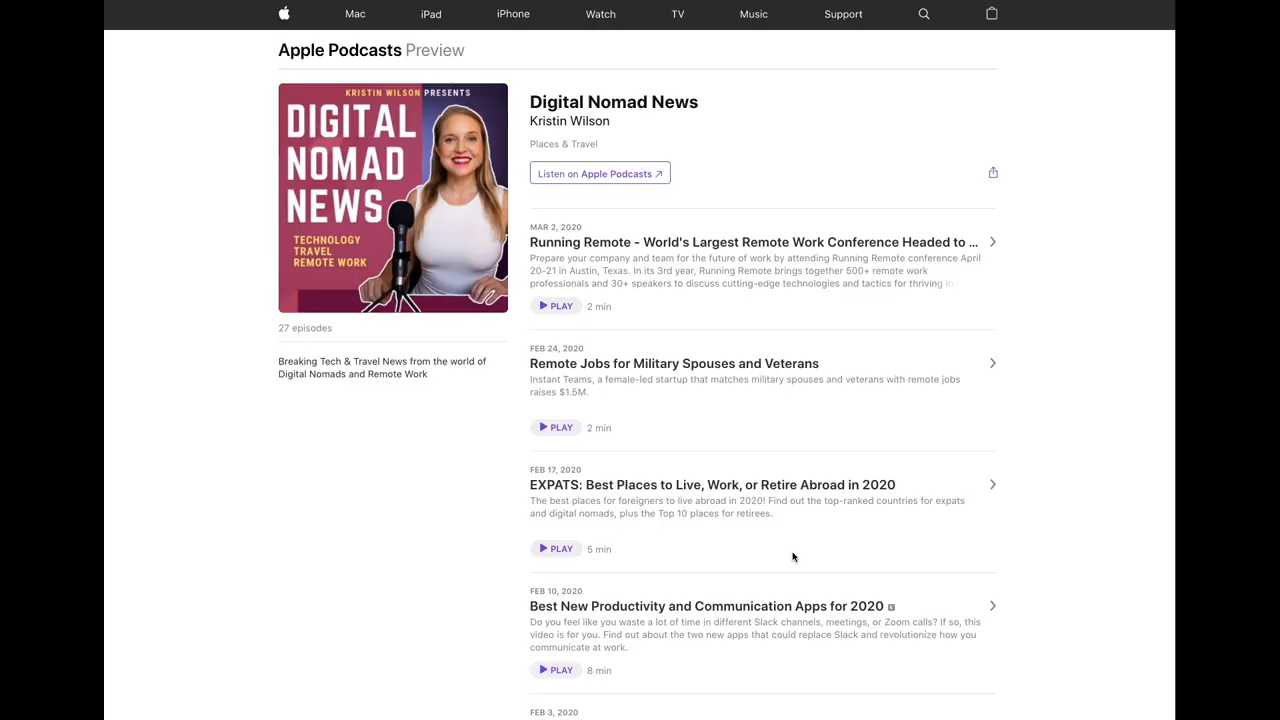 Mac iPad iPhone Watch TV Music Support
Apple Podcasts Preview
KRISTIN WILSON PRESENTS
DIGITAL
NOMAD
NEWS
TECHNOLOGY
TRAVEL
REMOTE WORK
27 episodes
Breaking Tech & Travel News from the world of
Digital Nomads and Remote Work
Digital Nomad News
Kristin Wilson
Places & Travel
Listen on Apple Podcasts ↗
MAR 2, 2020
Running Remote - World's Largest Remote Work Conference Headed to ...
Prepare your company and team for the future of work by attending Running Remote conference April
20-21 in Austin, Texas. In its 3rd year, Running Remote brings together 500+ remote work
professionals and 30+ speakers to discuss cutting-edge technologies and tactics for thriving in
PLAY 2 min
FEB 24, 2020
Remote Jobs for Military Spouses and Veterans
Instant Teams, a female-led startup that matches military spouses and veterans with remote jobs
raises $1.5M.
PLAY 2 min
FEB 17, 2020
EXPATS: Best Places to Live, Work, or Retire Abroad in 2020
The best places for foreigners to live abroad in 2020! Find out the top-ranked countries for expats
and digital nomads, plus the Top 10 places for retirees.
PLAY 5 min
FEB 10, 2020
Best New Productivity and Communication Apps for 2020 E
Do you feel like you waste a lot of time in different Slack channels, meetings, or Zoom calls? If so, this
video is for you. Find out about the two new apps that could replace Slack and revolutionize how you
communicate at work.
PLAY 8 min
FEB 3, 2020